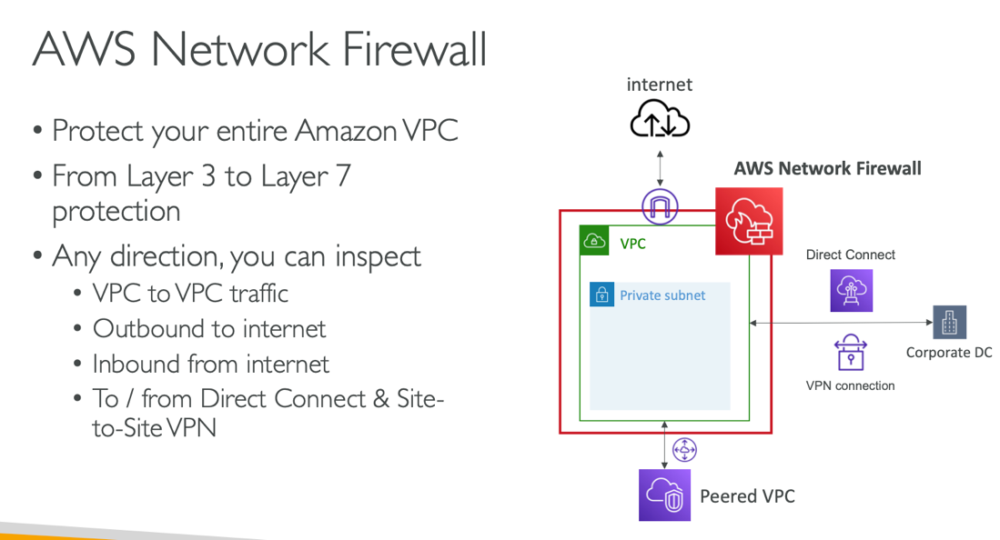 AWS Network Firewall
• Protect your entire Amazon VPC
• From Layer 3 to Layer 7
protection
• Any direction, you can inspect
• VPC to VPC traffic
• Outbound to internet
• Inbound from internet
• To / from Direct Connect & Site-
to-Site VPN
internet
AWS Network Firewall
VPC
Private subnet
Direct Connect
Corporate DC
VPN connection
Peered VPC